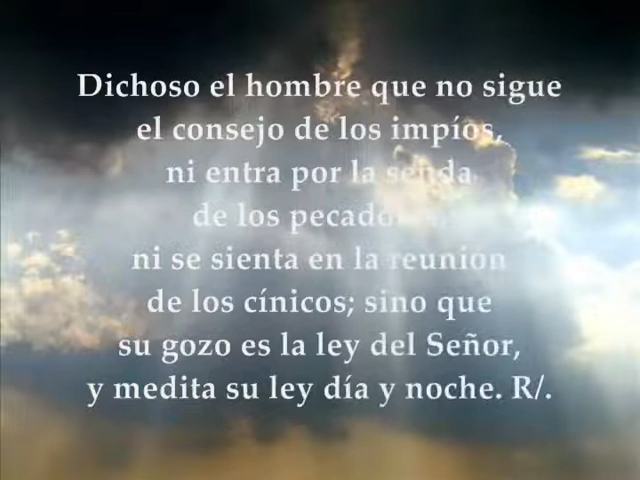 Dichoso el hombre que no sigue
el consejo de los impíos,
ni entra por la senda
de los
ni se sienta en la reunión
de los cínicos; sino que
su gozo es la ley del Señor,
y medita su ley día y noche. R/.